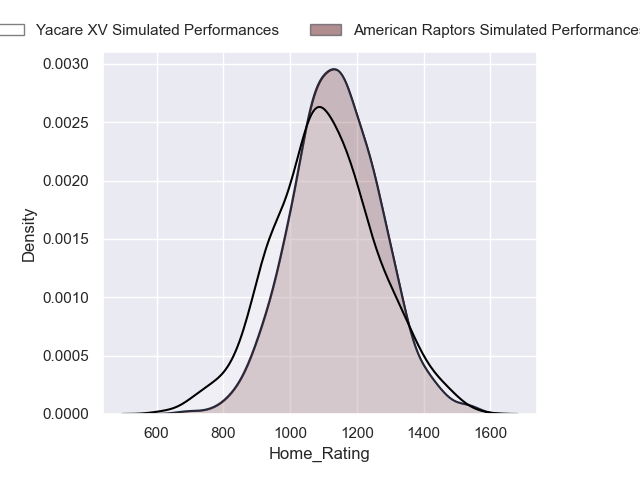 Yacare XV Simulated Performances
American Raptors Simulated Performances
0.0030
0.0025
0.0020
0.0015
0.0010
0.0005
0.0000
Density
600 800 1000 1200 1400 1600
Home_Rating